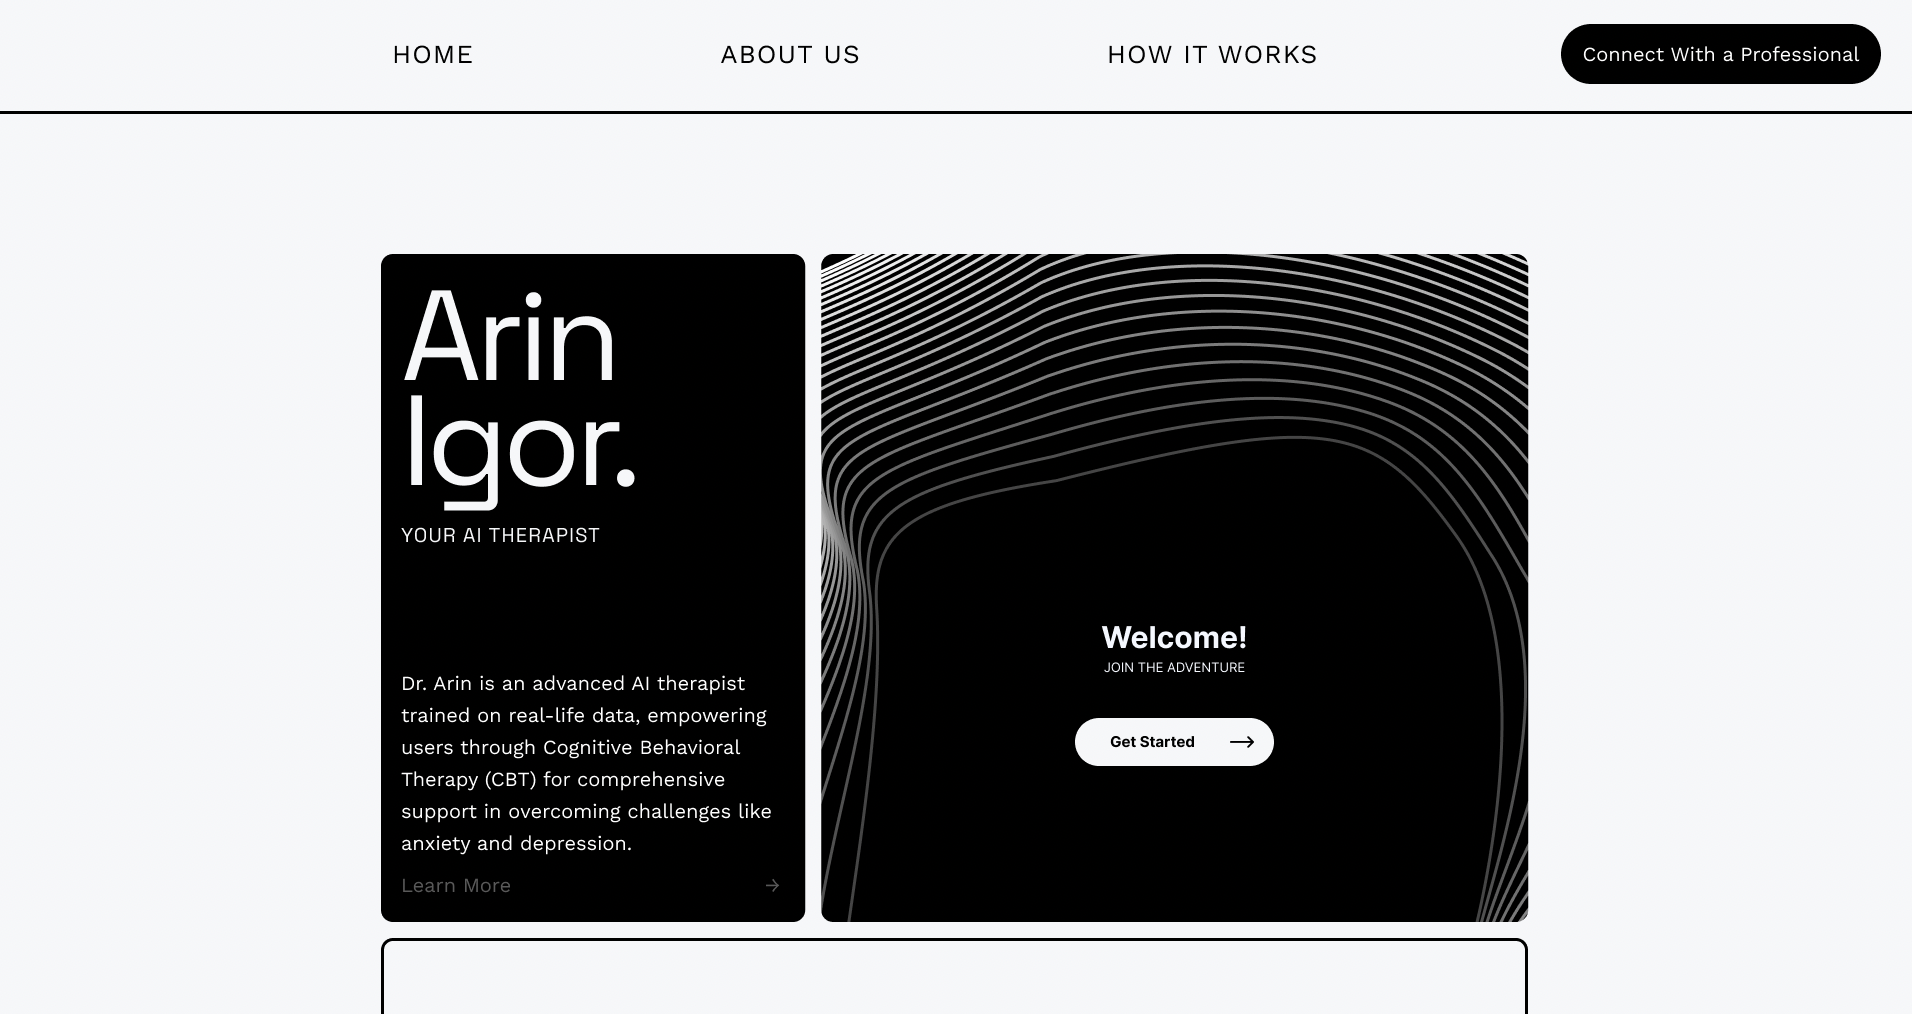 HOME
ABOUT US
HOW IT WORKS
Connect With a Professional
Arin
Igor.
YOUR AI THERAPIST
Dr. Arin is an advanced AI therapist
trained on real-life data, empowering
users through Cognitive Behavioral
Therapy (CBT) for comprehensive
support in overcoming challenges like
anxiety and depression.
Learn More
Welcome!
JOIN THE ADVENTURE
Get Started